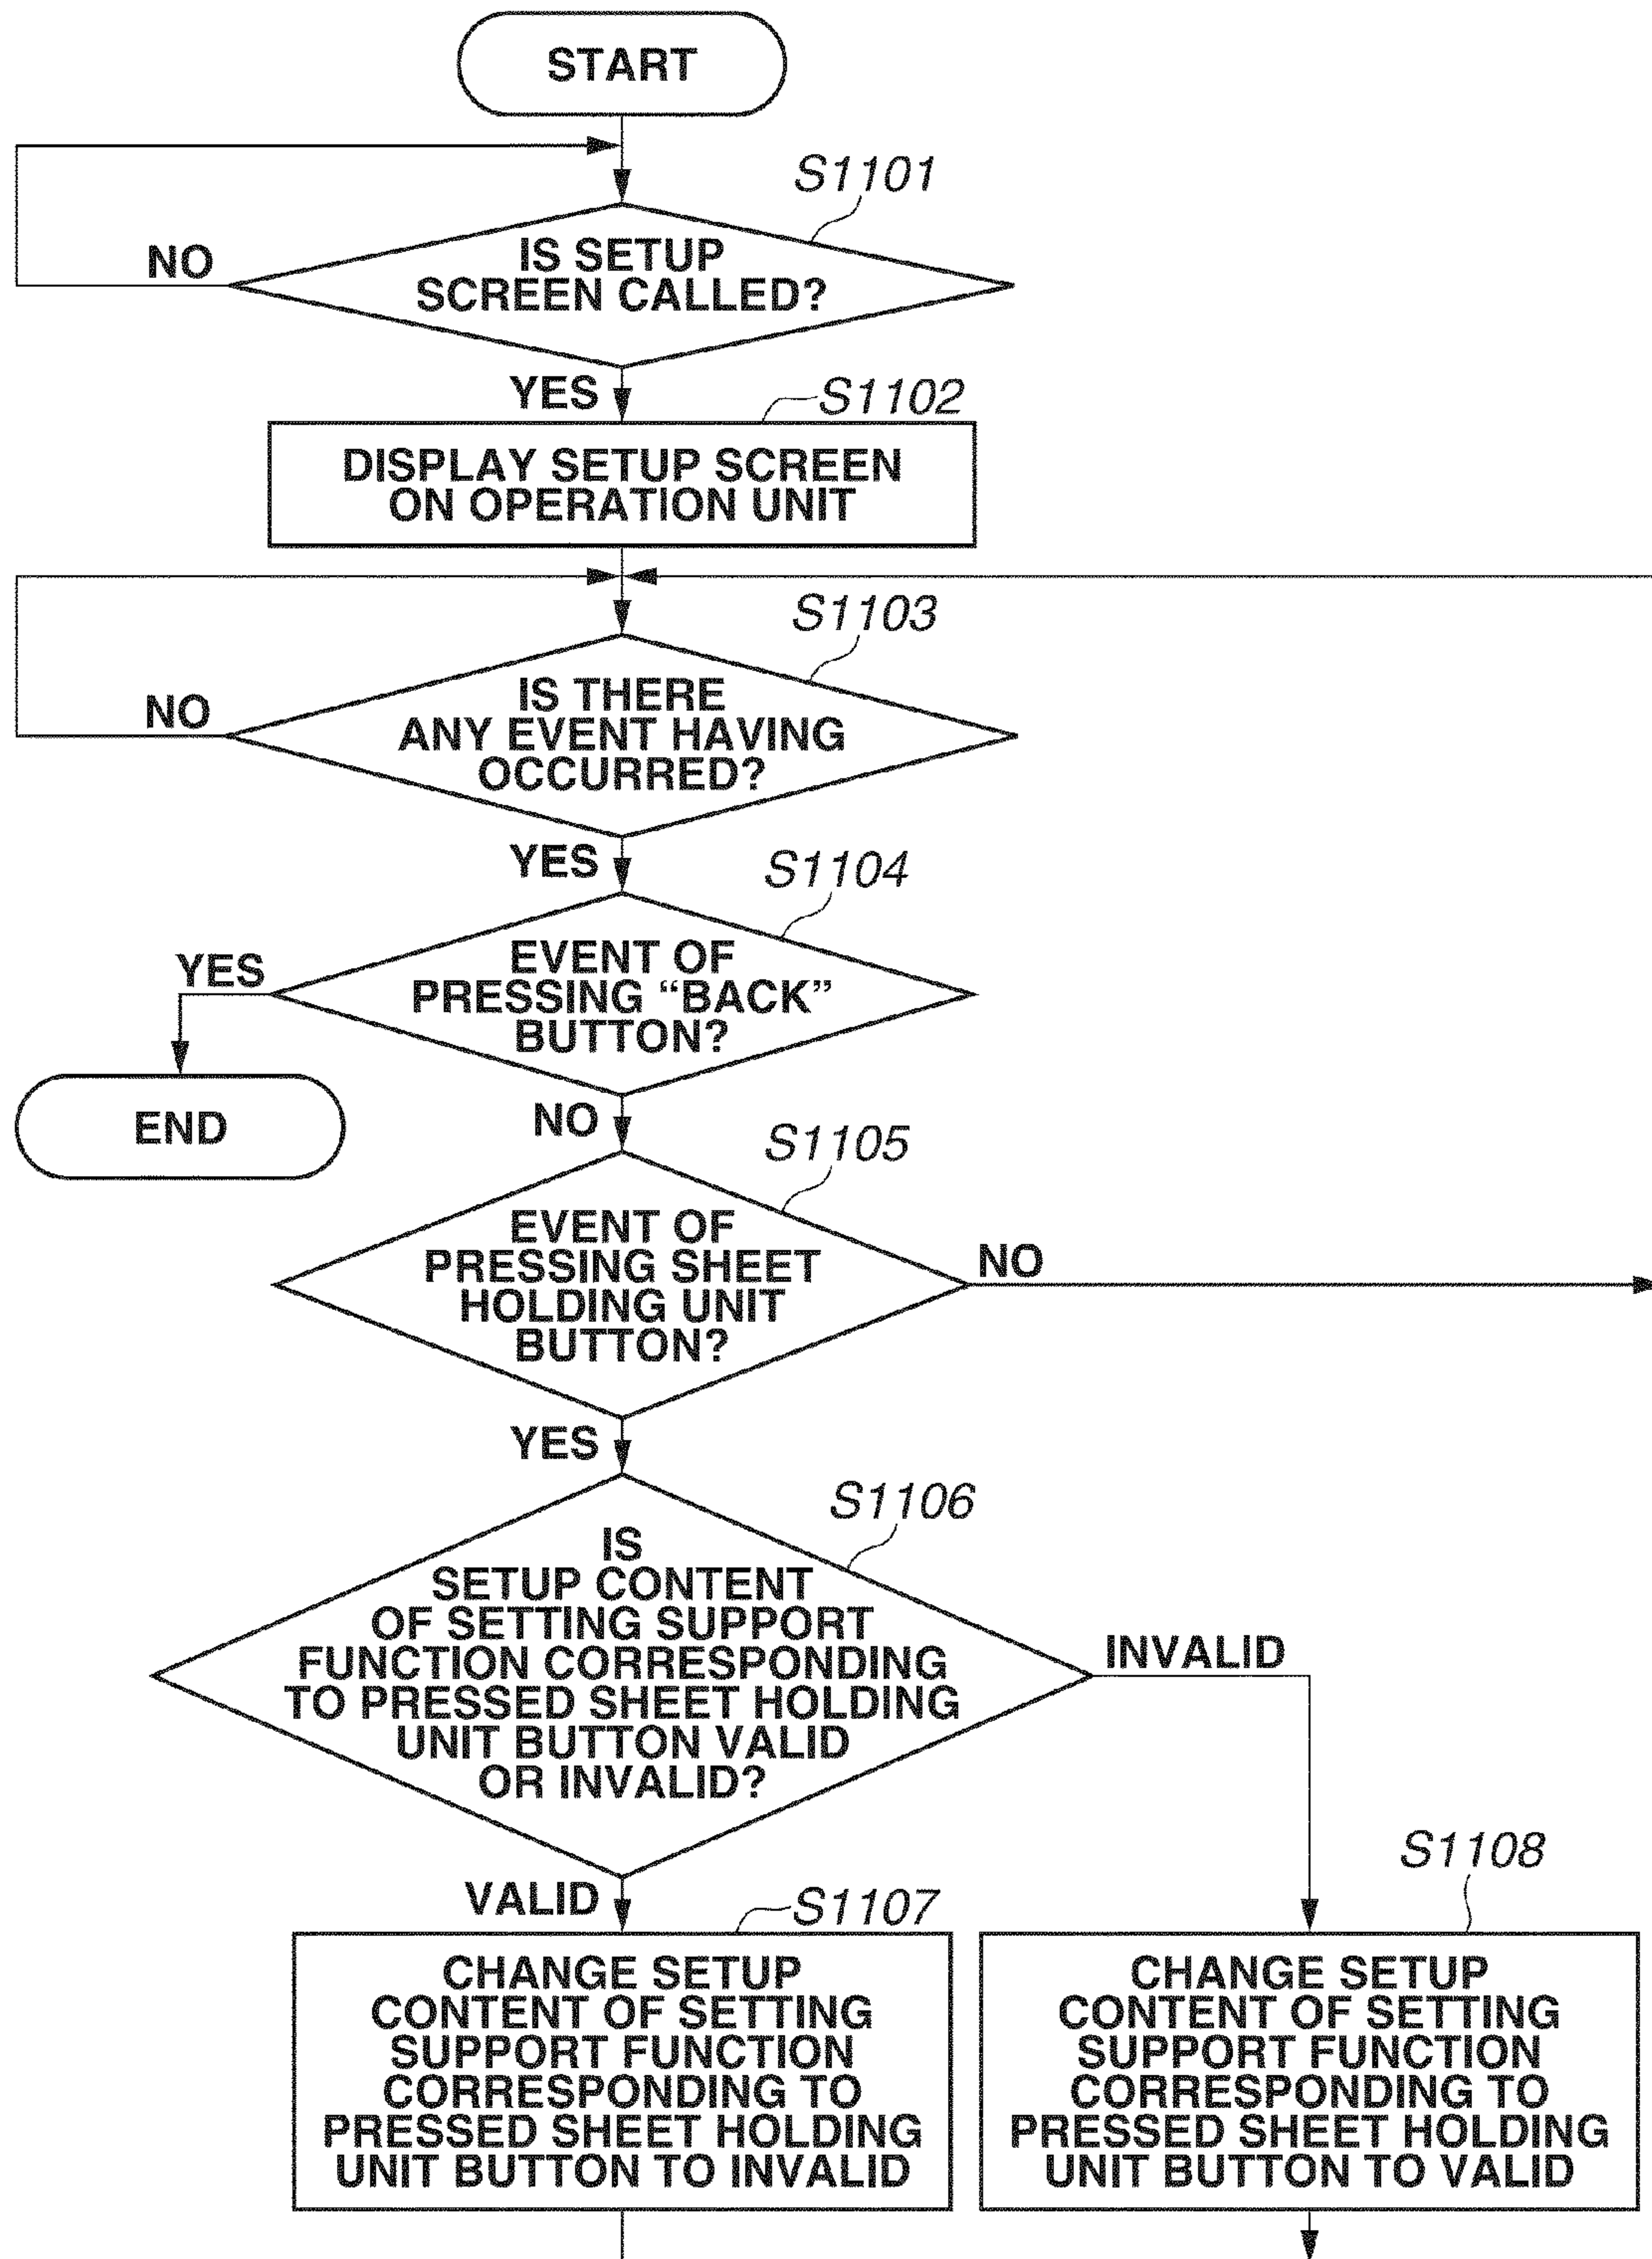 START
S1101
IS SETUP
SCREEN CALLED?
NO
YES
S1102
DISPLAY SETUP SCREEN
ON OPERATION UNIT
S1103
IS THERE
ANY EVENT HAVING
OCCURRED?
NO
YES
S1104
EVENT OF
PRESSING “BACK”
BUTTON?
YES
END
NO
S1105
EVENT OF
PRESSING SHEET
HOLDING UNIT
BUTTON?
NO
YES
S1106
IS
SETUP CONTENT
OF SETTING SUPPORT
FUNCTION CORRESPONDING
TO PRESSED SHEET HOLDING
UNIT BUTTON VALID
OR INVALID?
INVALID
VALID
S1107
CHANGE SETUP
CONTENT OF SETTING
SUPPORT FUNCTION
CORRESPONDING TO
PRESSED SHEET HOLDING
UNIT BUTTON TO INVALID
S1108
CHANGE SETUP
CONTENT OF SETTING
SUPPORT FUNCTION
CORRESPONDING TO
PRESSED SHEET HOLDING
UNIT BUTTON TO VALID